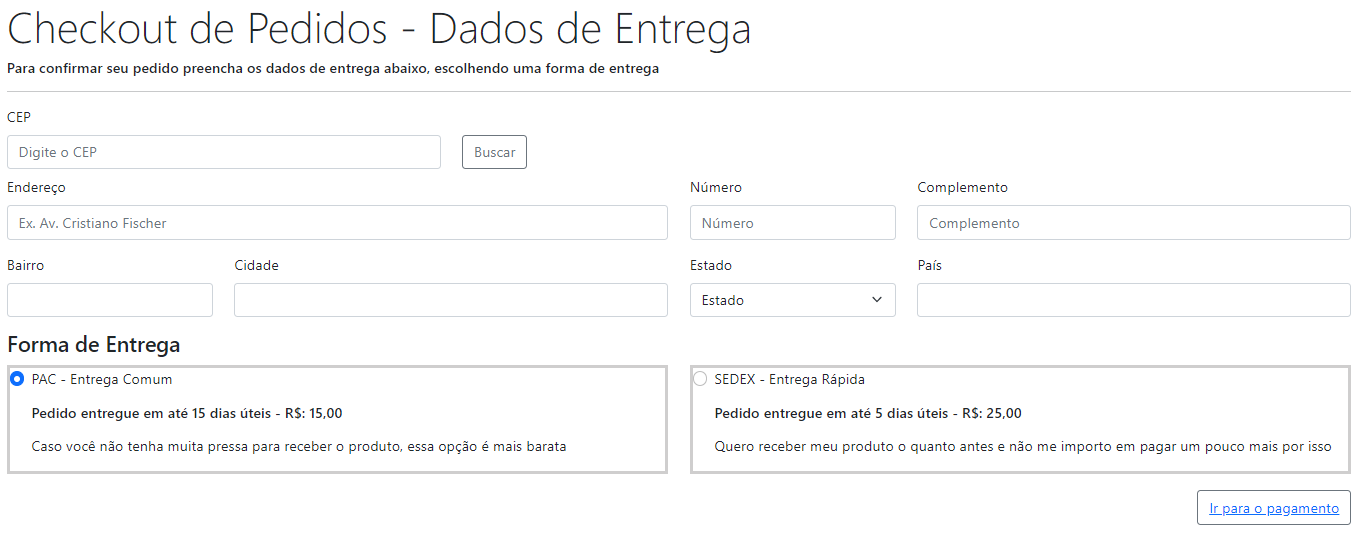 Checkout de Pedidos - Dados de Entrega
Para confirmar seu pedido preencha os dados de entrega abaixo, escolhendo uma forma de entrega
CEP
Digite o CEP
Buscar
Endereço
Número
Complemento
Ex. Av. Cristiano Fischer
Número
Complemento
Bairro
Cidade
Estado
País
Estado
Forma de Entrega
PAC - Entrega Comum
Pedido entregue em até 15 dias úteis - R$: 15,00
Caso você não tenha muita pressa para receber o produto, essa opção é mais barata
SEDEX - Entrega Rápida
Pedido entregue em até 5 dias úteis - R$: 25,00
Quero receber meu produto o quanto antes e não me importo em pagar um pouco mais por isso
Ir para o pagamento